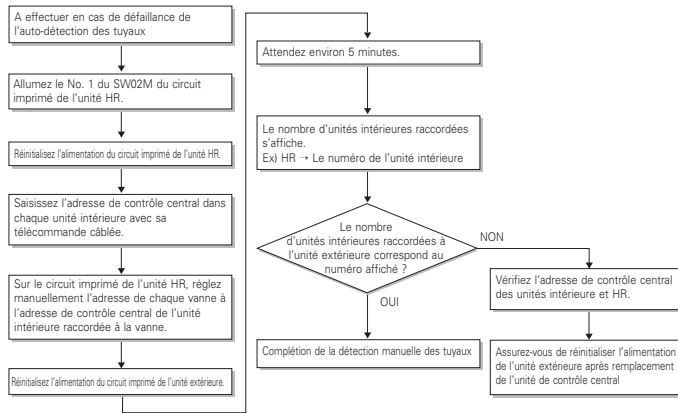 A effectuer en cas de défaillance de
l'auto-détection des tuyaux
Allumez le No. 1 du SW02M du circuit
imprimé de l'unité HR.
Réinitialisez l'alimentation du circuit imprimé de l'unité HR.
Saisissez l'adresse de contrôle central dans
chaque unité intérieure avec sa
télécommande câblée.
Sur le circuit imprimé de l'unité HR, réglez
manuellement l'adresse de chaque vanne à
l'adresse de contrôle central de l'unité
intérieure raccordée à la vanne.
Réinitialisez l'alimentation du circuit imprimé de l'unité extérieure.
Attendez environ 5 minutes.
Le nombre d'unités intérieures raccordées
s'affiche.
Ex) HR → Le numéro de l'unité intérieure
Le nombre
d'unités intérieures raccordées à
l'unité extérieure correspond au
numéro affiché ?
NON
OUI
Complétion de la détection manuelle des tuyaux
Vérifiez l'adresse de contrôle central
des unités intérieure et HR.
Assurez-vous de réinitialiser l'alimentation
de l'unité extérieure après remplacement
de l'unité de contrôle central